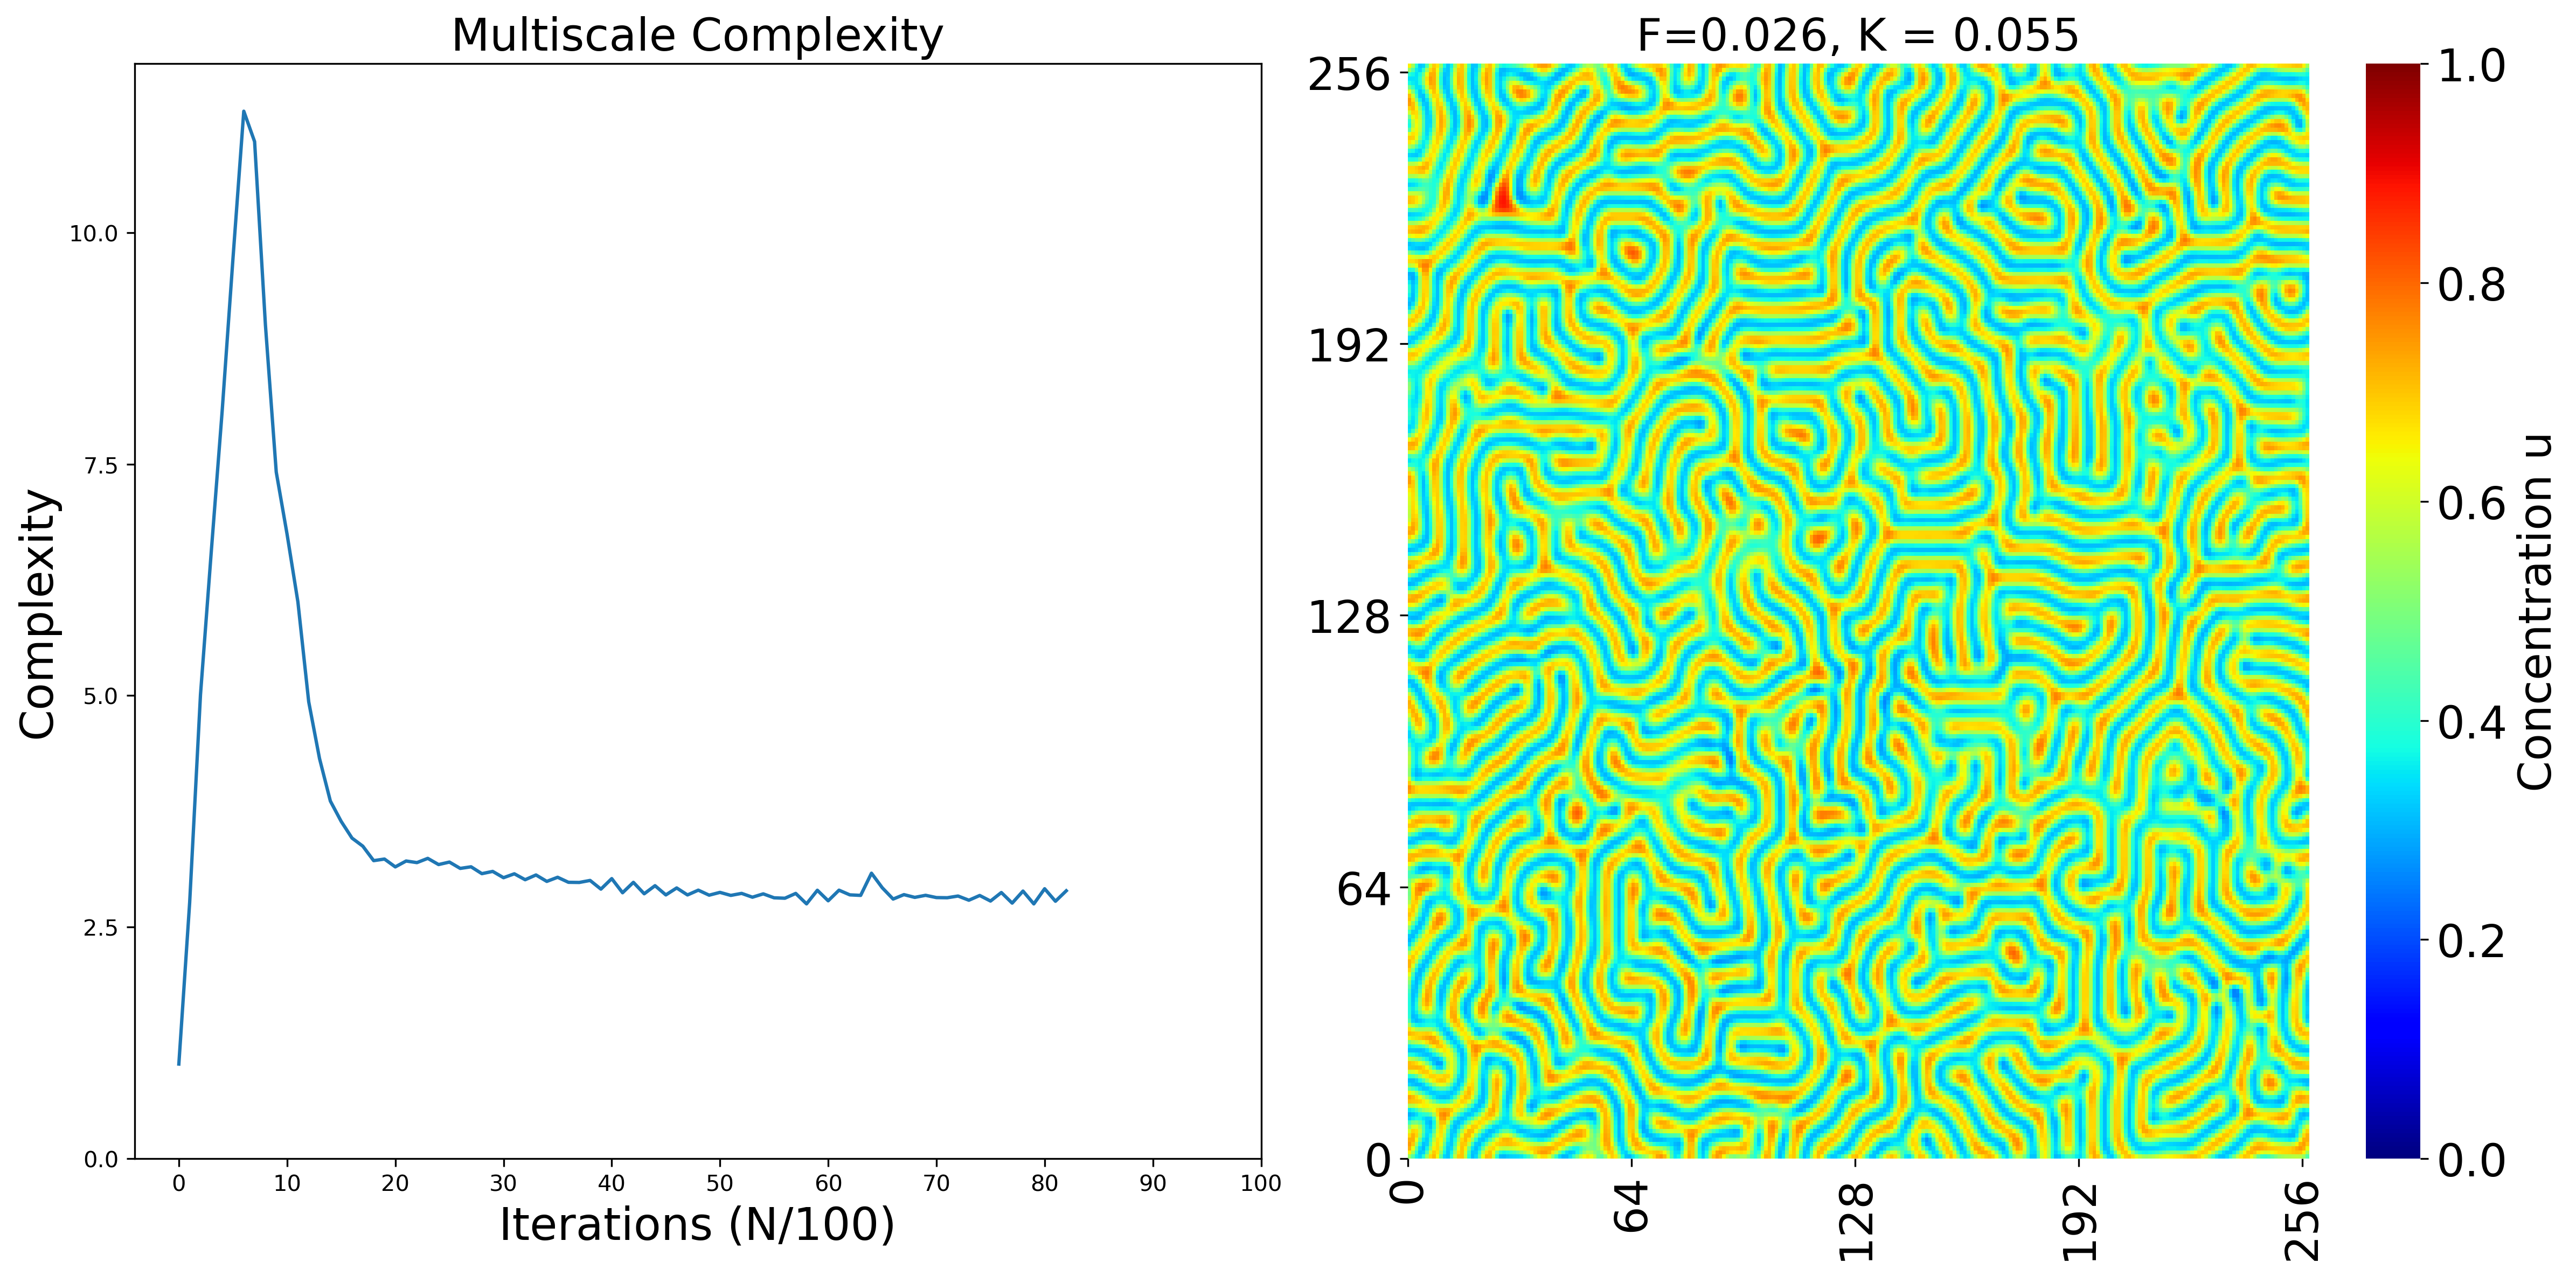 Multiscale Complexity
10.0
7.5
5.0
2.5
0.0
Complexity
0 10 20 30 40 50 60 70 80 90 100
Iterations (N/100)
F=0.026, K = 0.055
256
192
128
64
0
0 64 128 192 256
1.0
0.8
0.6
0.4
0.2
0.0
Concentration u